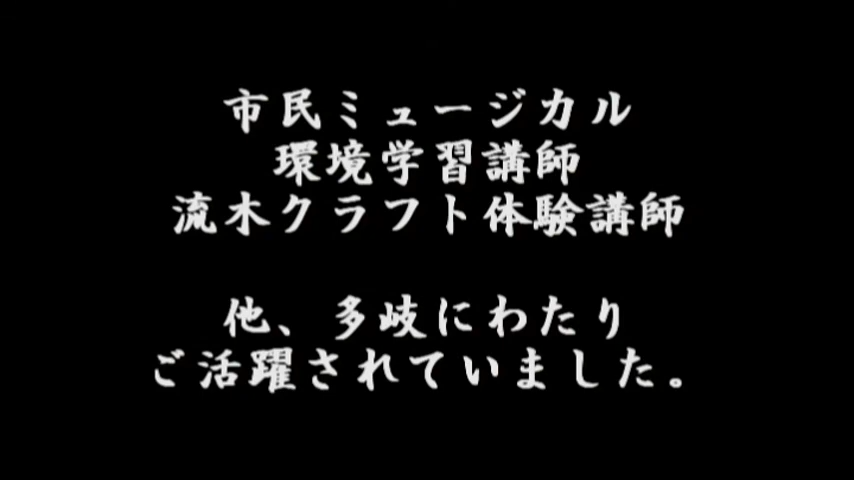 市民ミュージカル
環境学習講師
流木クラフト体験講師
他、多岐にわたり
ご活躍されていました。